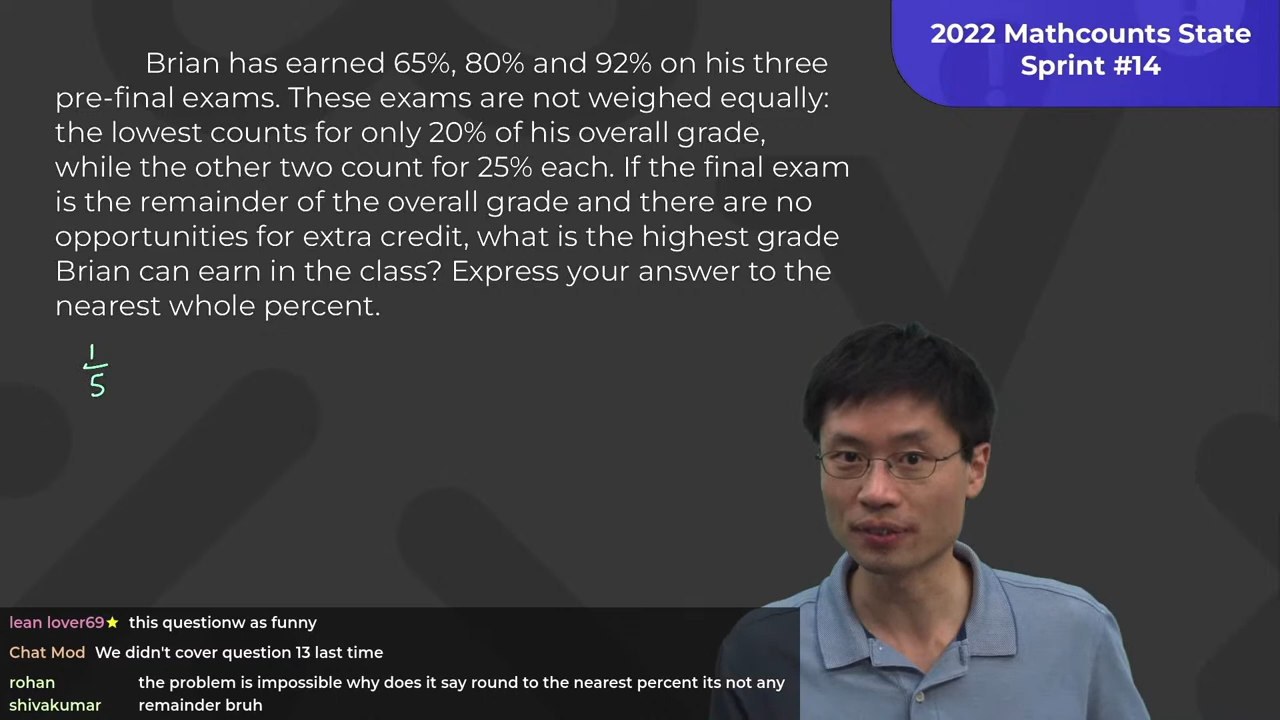 2022 Mathcounts State
Sprint #14
Brian has earned 65%, 80% and 92% on his three
pre-final exams. These exams are not weighed equally:
the lowest counts for only 20% of his overall grade,
while the other two count for 25% each. If the final exam
is the remainder of the overall grade and there are no
opportunities for extra credit, what is the highest grade
Brian can earn in the class? Express your answer to the
nearest whole percent.
1
5
lean lover69 this questionw as funny
Chat Mod We didn't cover question 13 last time
rohan the problem is impossible why does it say round to the nearest percent its not any
shivakumar remainder bruh